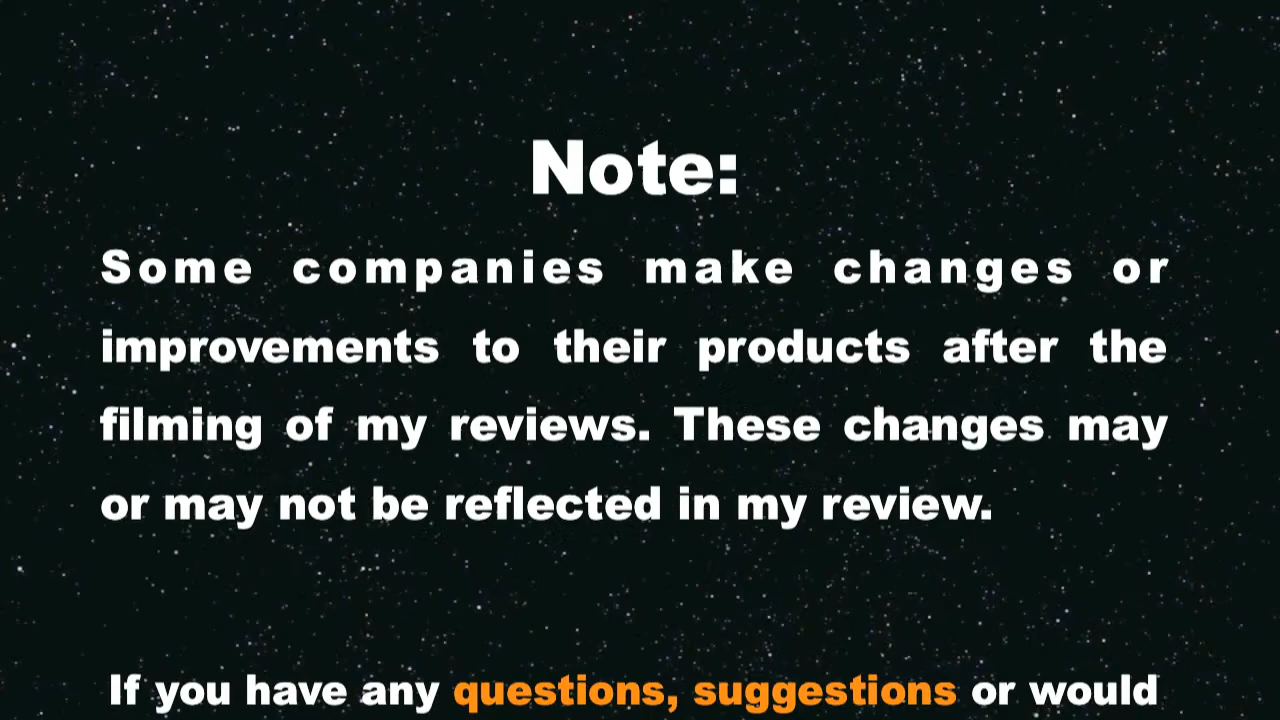 Note:
Some companies make changes or
improvements to their products after the
filming of my reviews. These changes may
or may not be reflected in my review.
If you have any questions, suggestions or would